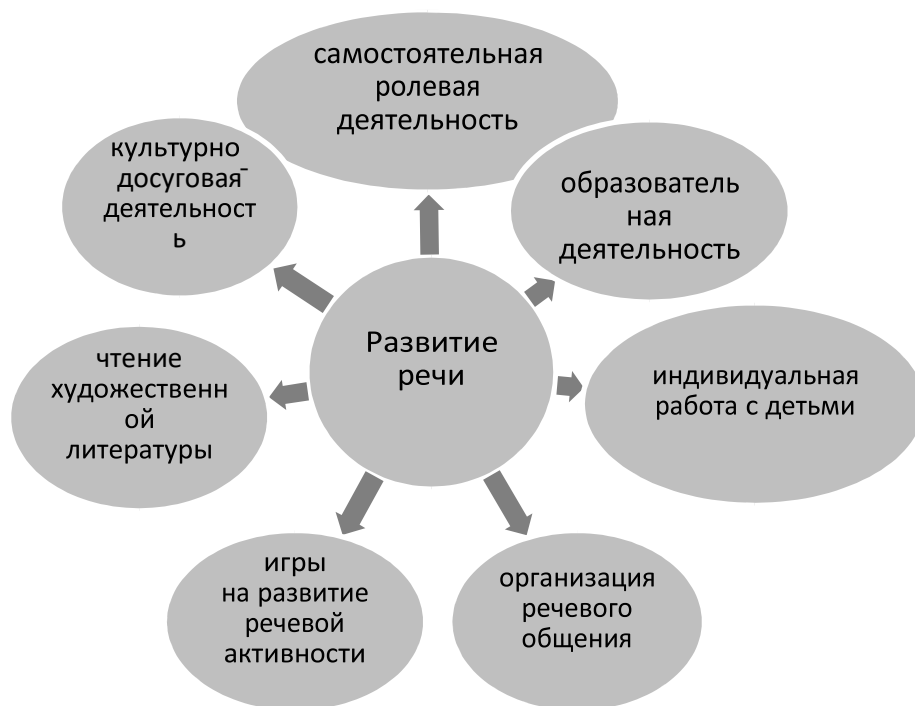 самостоятельная
ролевая
деятельность
культурно
досуговая-
деятельност
ь
образователь
ная
деятельность
Развитие
речи
индивидуальная
работа с детьми
чтение
художественн
ой
литературы
игры
на развитие
речевой
активности
организация
речевого
общения